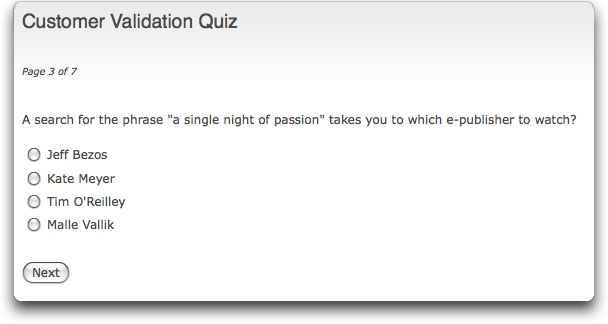 Customer Validation Quiz
Page 3 of 7
A search for the phrase "a single night of passion" takes you to which e-publisher to watch?
Jeff Bezos
Kate Meyer
Tim O'Reilley
Malle Vallik
Next